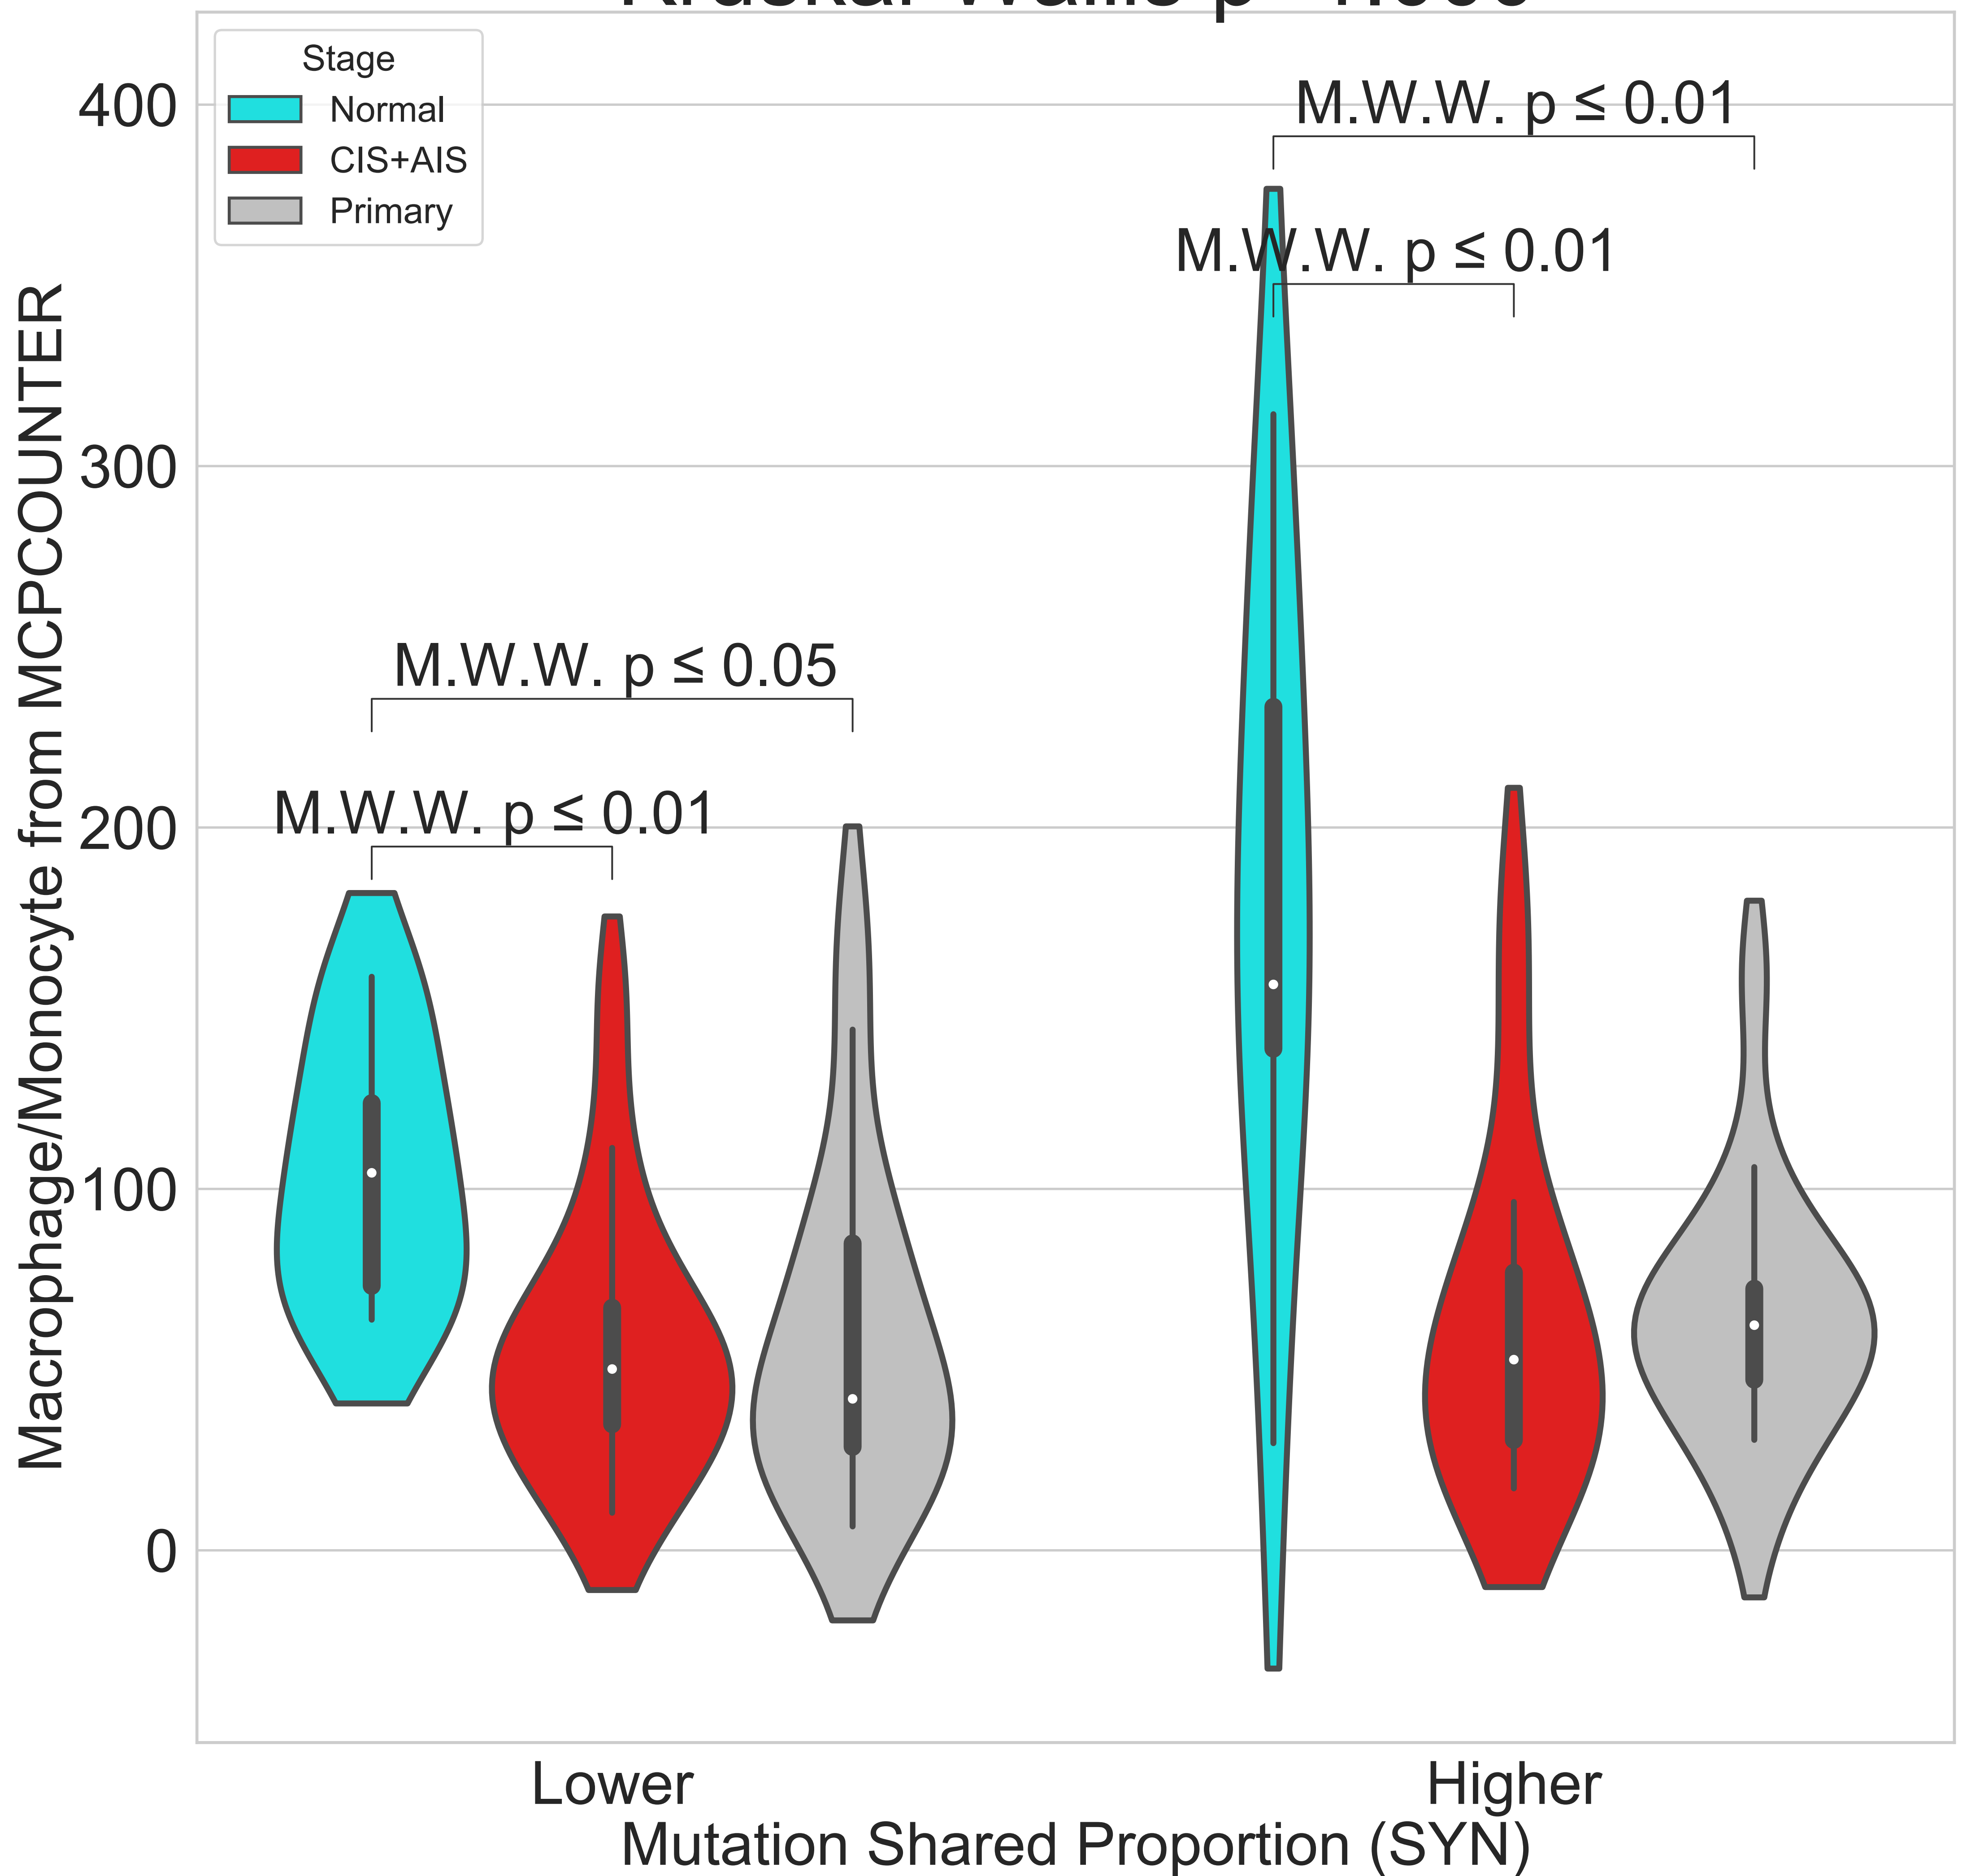 Stage
Normal
CIS+AIS
Primary
M.W.W. p ≤ 0.01
M.W.W. p ≤ 0.01
M.W.W. p ≤ 0.05
M.W.W. p ≤ 0.01
400
300
200
100
0
Macrophage/Monocyte from MCPCOUNTER
Lower
Higher
Mutation Shared Proportion (SYN)